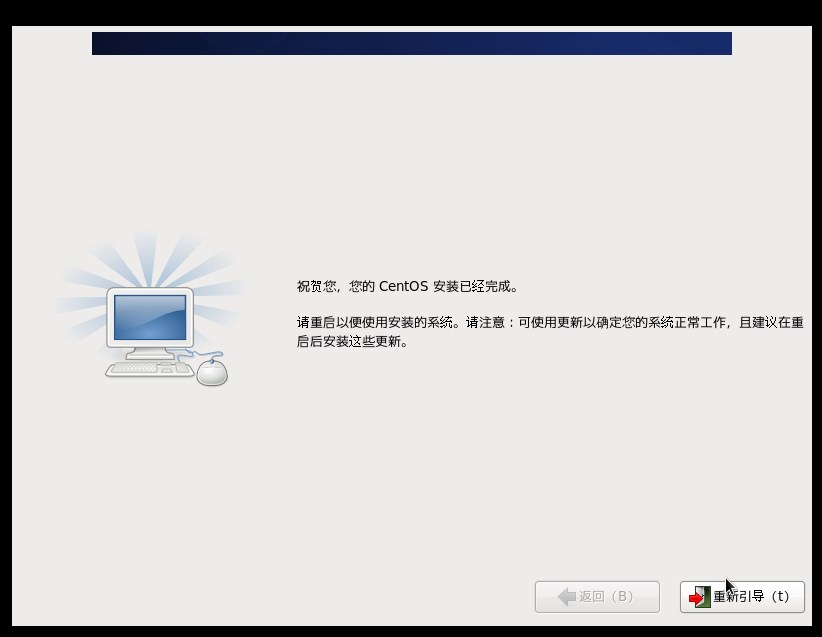 祝贺您，您的 CentOS 安装已经完成。
请重启以便使用安装的系统。请注意：可使用更新以确定您的系统正常工作，且建议在重
启后安装这些更新。
返回（B）
重新引导（t）